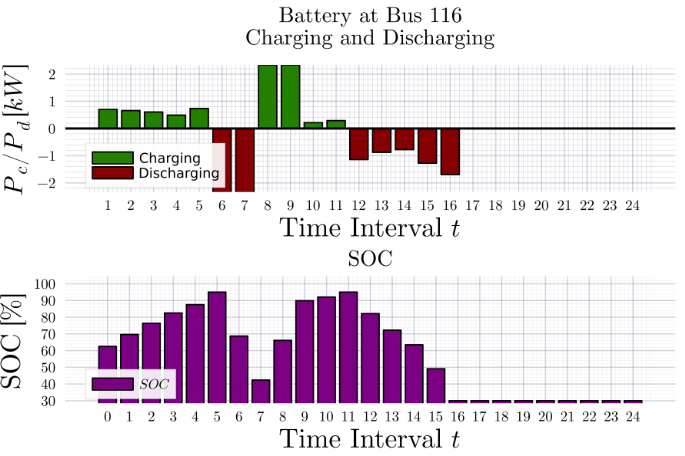 Battery at Bus 116
Charging and Discharging
P_c/P_d [kW]
2
1
0
−1
−2
Charging
Discharging
1 2 3 4 5 6 7 8 9 10 11 12 13 14 15 16 17 18 19 20 21 22 23 24
Time Interval t
SOC
SOC [%]
100
90
80
70
60
50
40
30
SOC
0 1 2 3 4 5 6 7 8 9 10 11 12 13 14 15 16 17 18 19 20 21 22 23 24
Time Interval t